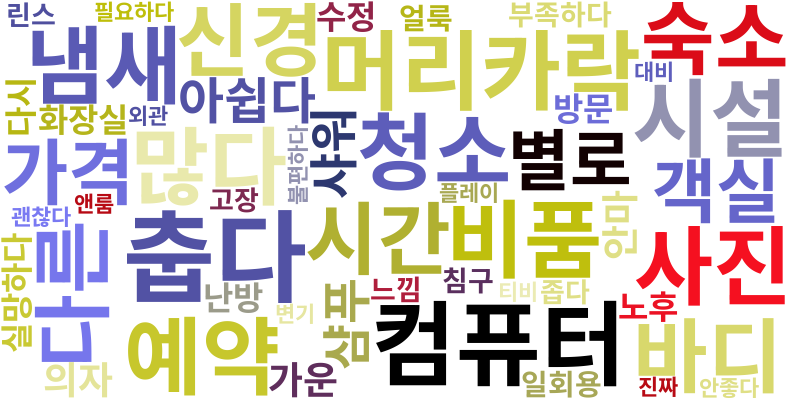 린스
필요하다
신경
수정
얼룩
부족하다
숙소
냄새
머리카락
대비
아쉽다
시설
다시
화장실
외관
방문
가격
많다
불편하다
샤워
청소
별로
객실
괜찮다
앤룸
고장
플레이
안마
다른
춥다
시간
비품
사진
실망하다
난방
변기
샴푸
느낌
침구
티비
좁다
노후
예약
컴퓨터
바디
의자
가운
일회용
진짜
안좋다